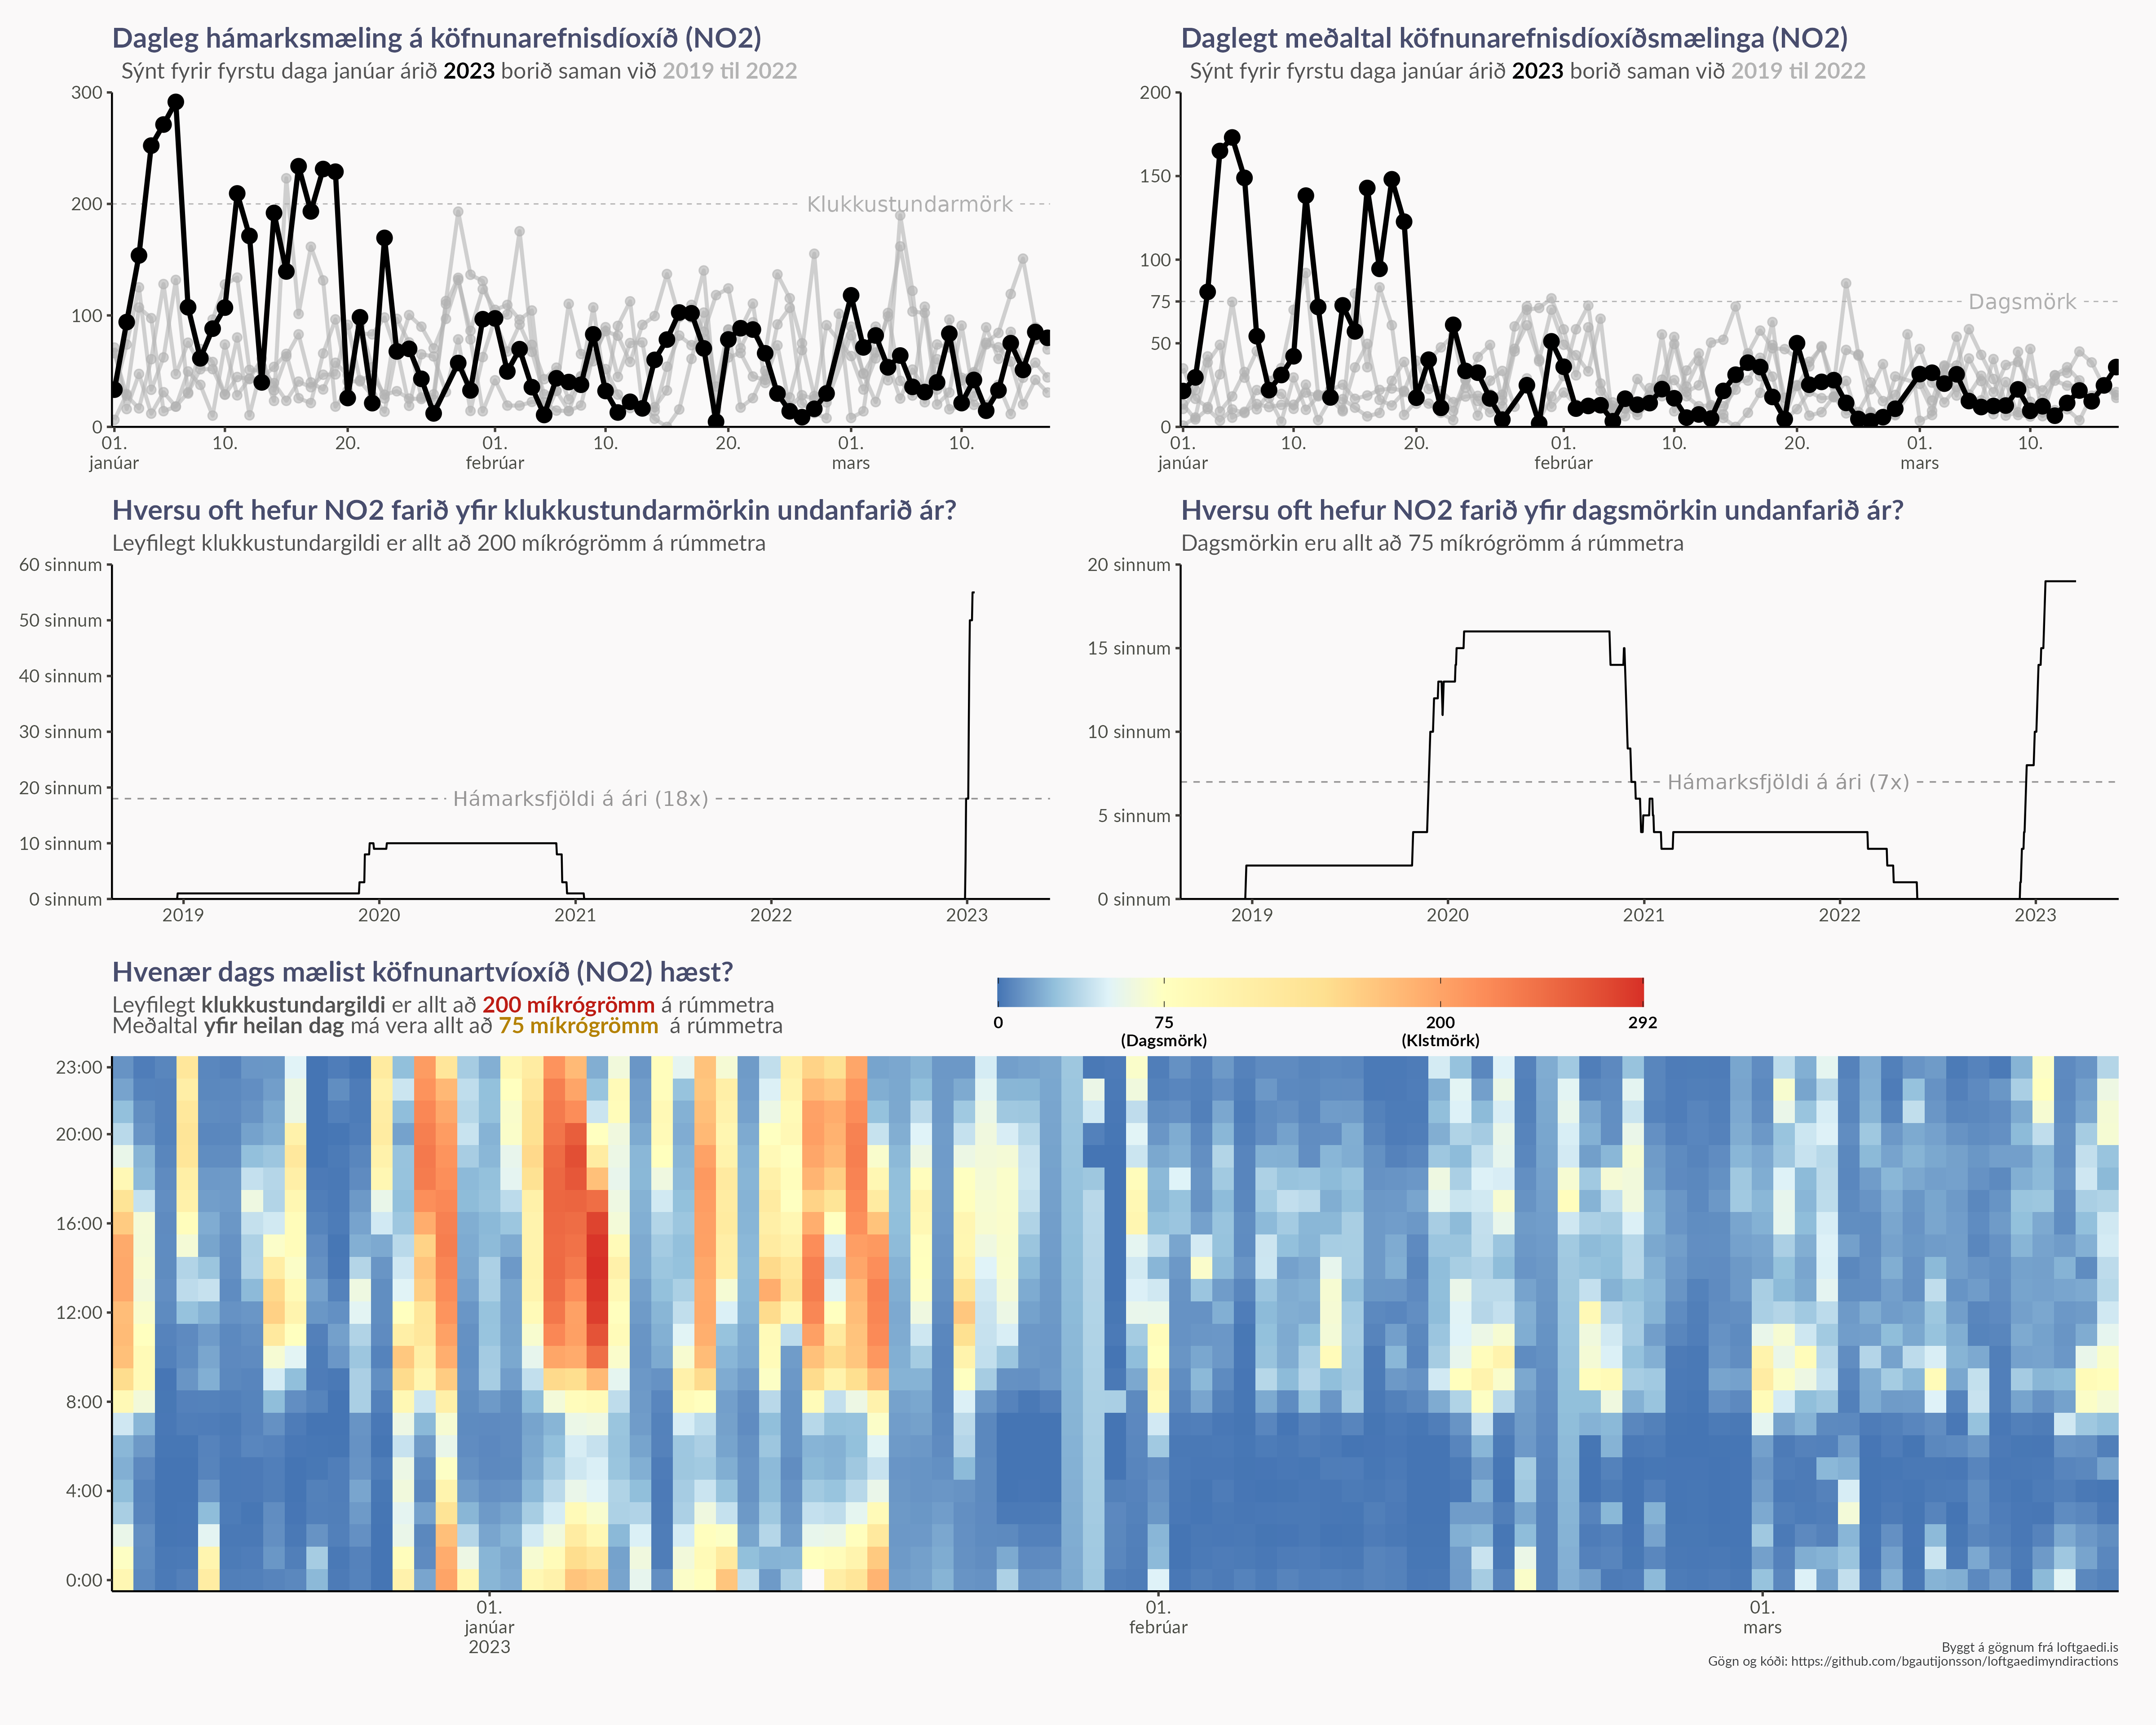 Dagleg hámarksmæling á köfnunarefnisdíoxíð (NO2)
Sýnt fyrir fyrstu daga janúar árið 2023 borið saman við 2019 til 2022
300
200
100
0
Klukkustundarmörk
01.
janúar
10.
20.
01.
febrúar
10.
20.
01.
mars
10.
Daglegt meðaltal köfnunarefnisdíoxíðsmælinga (NO2)
Sýnt fyrir fyrstu daga janúar árið 2023 borið saman við 2019 til 2022
200
150
100
75
50
0
Dagsmörk
01.
janúar
10.
20.
01.
febrúar
10.
20.
01.
mars
10.
Hversu oft hefur NO2 farið yfir klukkustundarmörkin undanfarið ár?
Leyfilegt klukkustundargildi er allt að 200 míkrógrömm á rúmmetra
60 sinnum
50 sinnum
40 sinnum
30 sinnum
20 sinnum
10 sinnum
0 sinnum
Hámarksfjöldi á ári (18x)
2019
2020
2021
2022
2023
Hversu oft hefur NO2 farið yfir dagsmörkin undanfarið ár?
Dagsmörkin eru allt að 75 míkrógrömm á rúmmetra
20 sinnum
15 sinnum
10 sinnum
5 sinnum
0 sinnum
Hámarksfjöldi á ári (7x)
2019
2020
2021
2022
2023
Hvenær dags mælist köfnunartvíoxíð (NO2) hæst?
Leyfilegt klukkustundargildi er allt að 200 míkrógrömm á rúmmetra
Meðaltal yfir heilan dag má vera allt að 75 míkrógrömm á rúmmetra
0
75
(Dagsmörk)
200
(Klstmörk)
292
23:00
20:00
16:00
12:00
8:00
4:00
0:00
01.
janúar
2023
01.
febrúar
01.
mars
Byggt á gögnum frá loftgaedi.is
Gögn og kóði: https://github.com/bgautijonsson/loftgaedimyndiractions